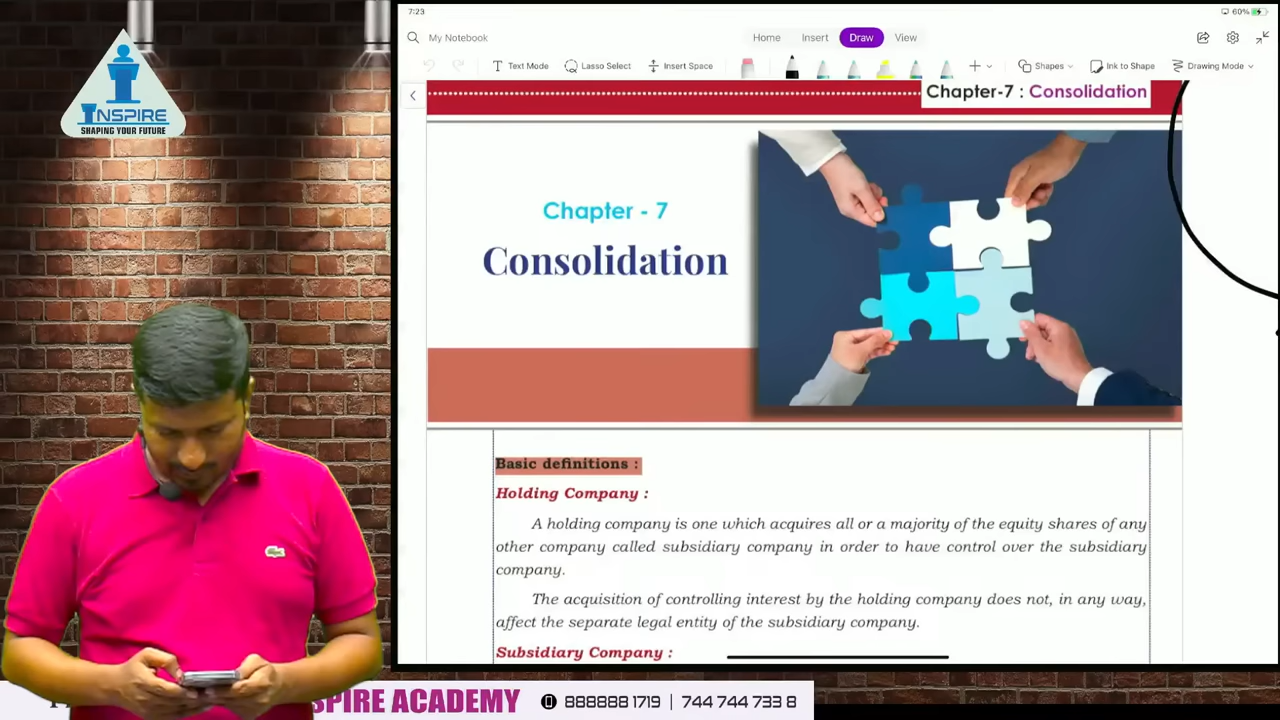 7:23
60%
My Notebook
Home Insert Draw View
Text Mode Lasso Select Insert Space Shapes Ink to Shape Drawing Mode
INSPIRE
SHAPING YOUR FUTURE
Chapter-7 : Consolidation
Chapter - 7
Consolidation
Basic definitions :
Holding Company :
A holding company is one which acquires all or a majority of the equity shares of any
other company called subsidiary company in order to have control over the subsidiary
company.
The acquisition of controlling interest by the holding company does not, in any way,
affect the separate legal entity of the subsidiary company.
Subsidiary Company :
SPIRE ACADEMY 888888 1719 | 744 744 733 8